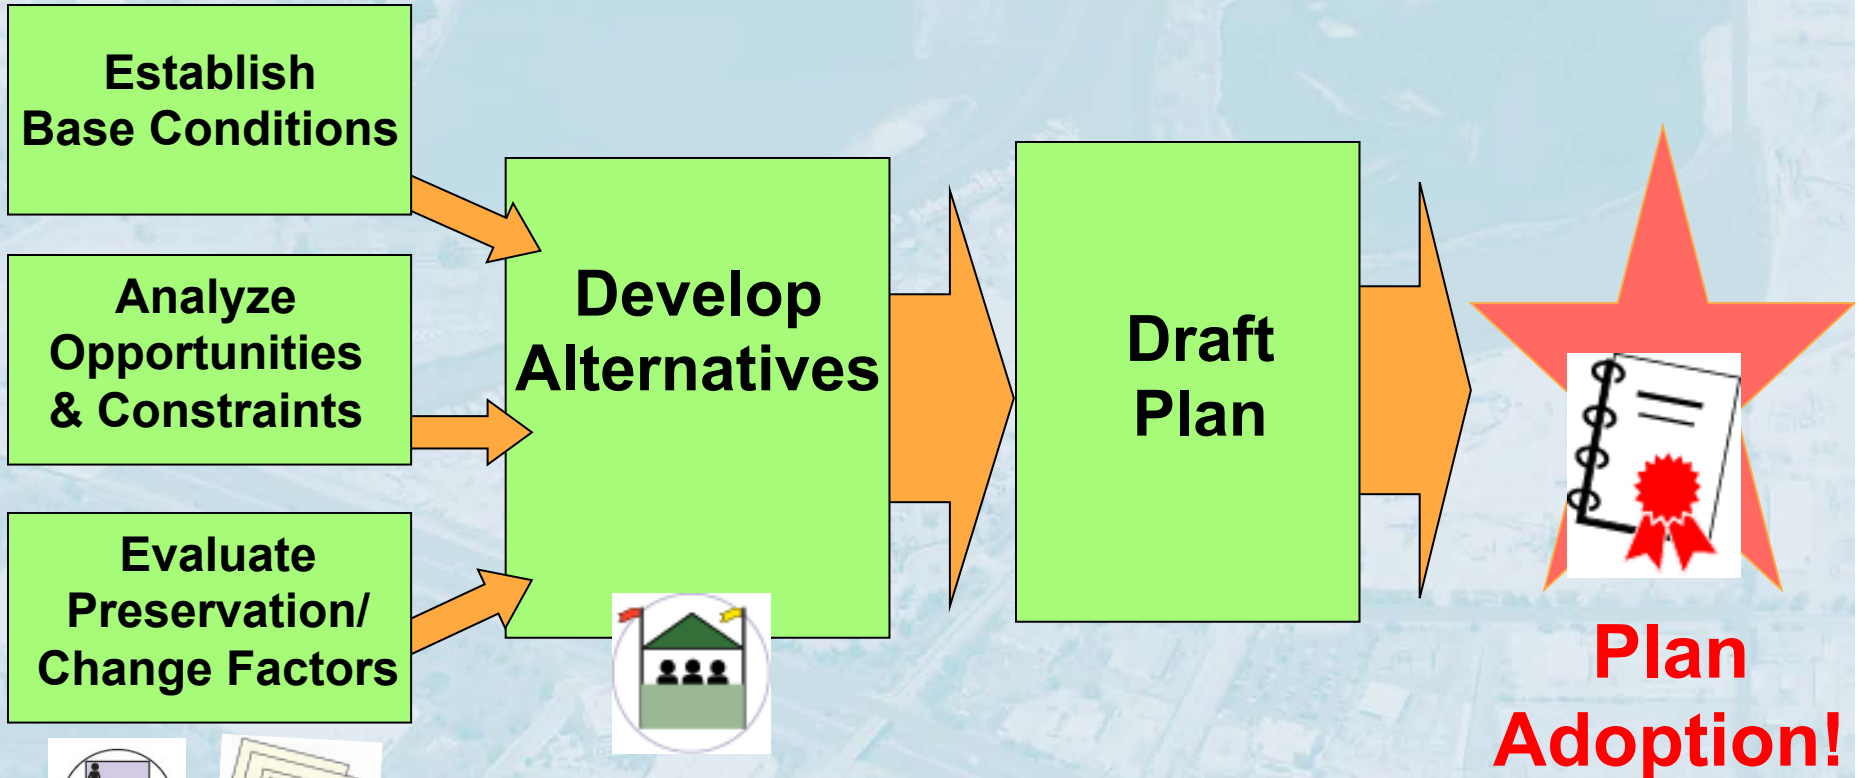 Establish
Base Conditions
Analyze
Opportunities
& Constraints
Evaluate
Preservation/
Change Factors
Develop
Alternatives
Draft
Plan
Plan
Adoption!